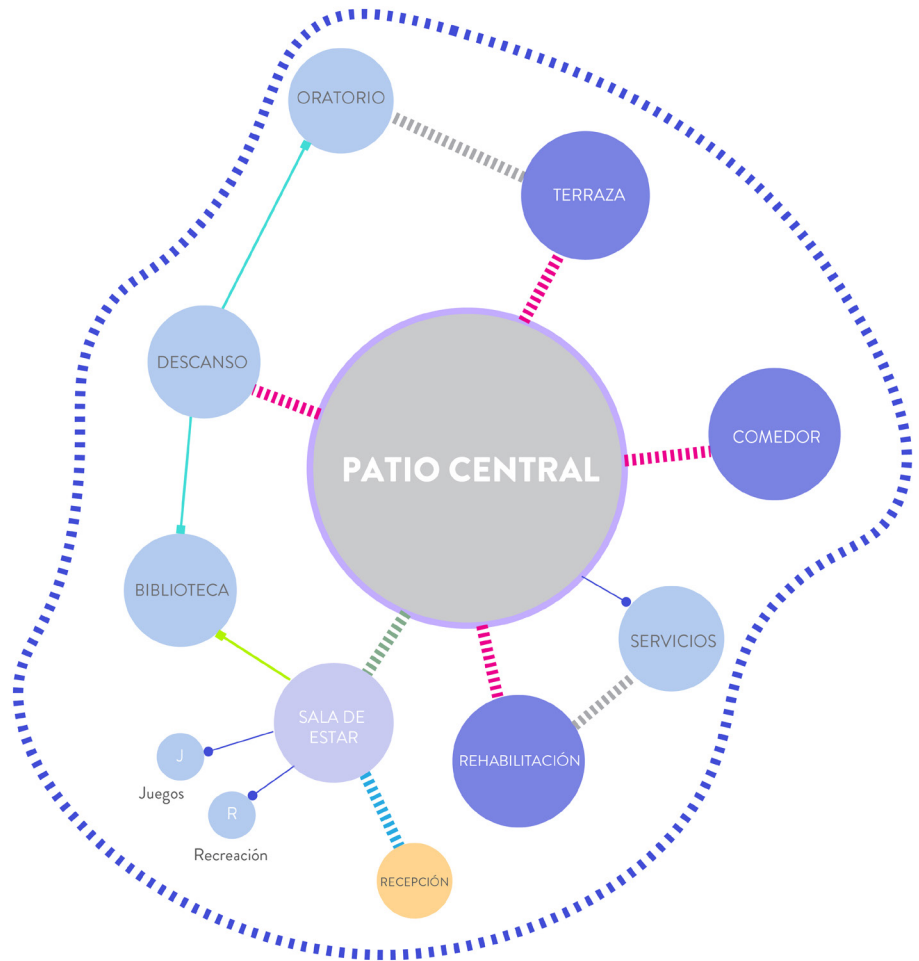 ORATORIO
TERRAZA
DESCANSO
COMEDOR
PATIO CENTRAL
BIBLIOTECA
SERVICIOS
SALA DE
ESTAR
REHABILITACIÓN
J
Juegos
R
Recreación
RECEPCIÓN